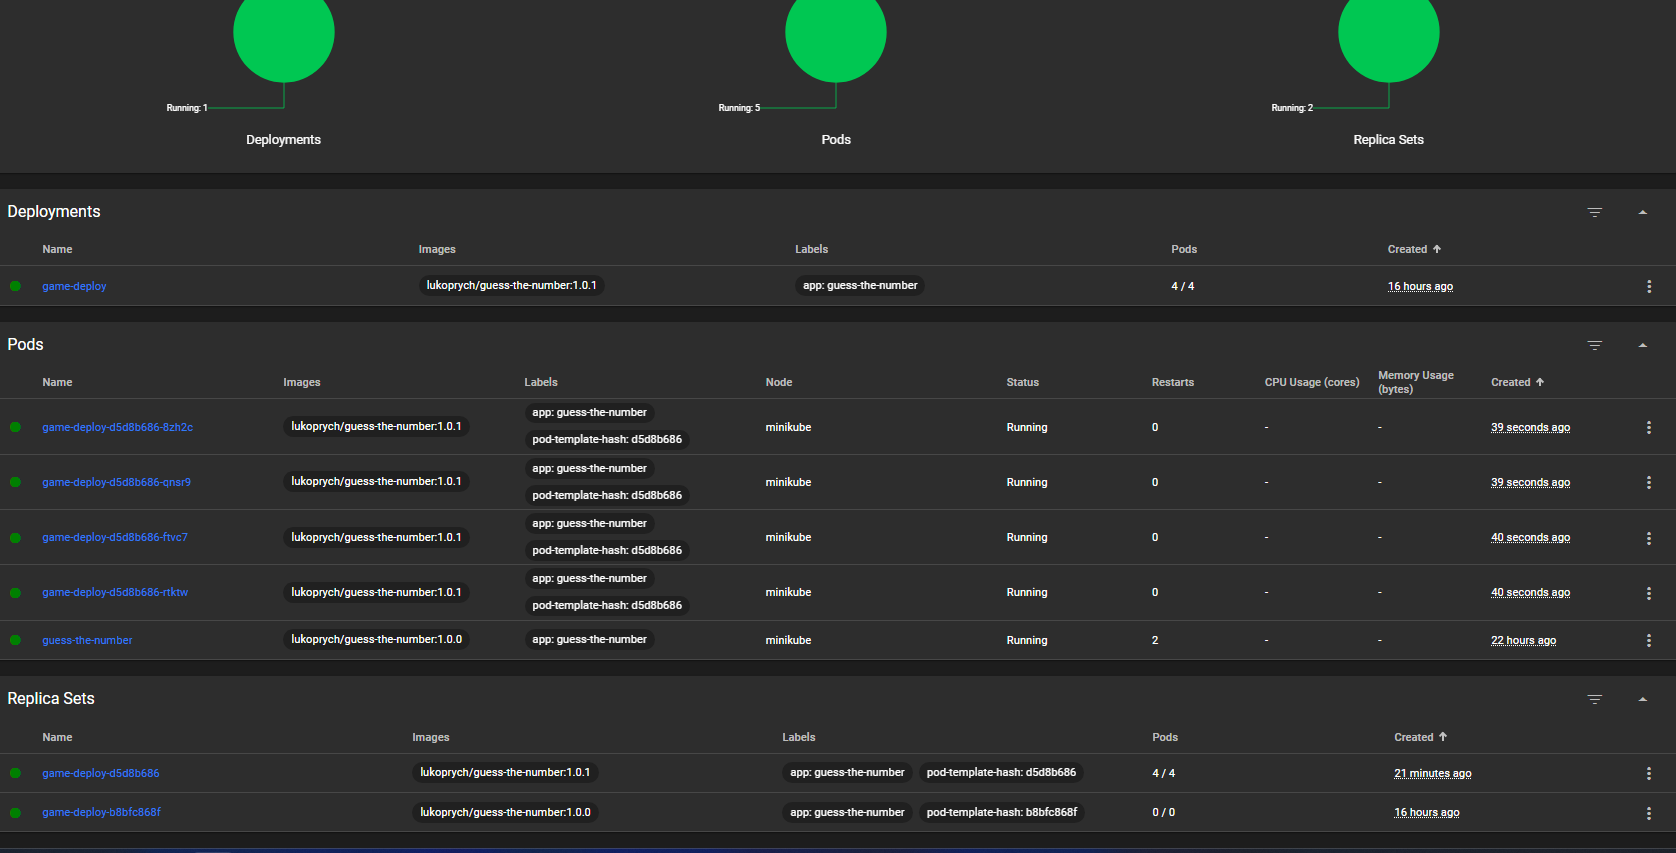 Running: 1
Running: 5
Running: 2
Deployments
Pods
Replica Sets
Deployments
Name Images Labels Pods Created
game-deploy lukoprych/guess-the-number:1.0.1 app: guess-the-number 4 / 4 16 hours ago
Pods
Name Images Labels Node Status Restarts CPU Usage (cores) Memory Usage (bytes) Created
game-deploy-d5d8b686-8zh2c lukoprych/guess-the-number:1.0.1 app: guess-the-number pod-template-hash: d5d8b686 minikube Running 0 - - 39 seconds ago
game-deploy-d5d8b686-qnsr9 lukoprych/guess-the-number:1.0.1 app: guess-the-number pod-template-hash: d5d8b686 minikube Running 0 - - 39 seconds ago
game-deploy-d5d8b686-ftvc7 lukoprych/guess-the-number:1.0.1 app: guess-the-number pod-template-hash: d5d8b686 minikube Running 0 - - 40 seconds ago
game-deploy-d5d8b686-rtktw lukoprych/guess-the-number:1.0.1 app: guess-the-number pod-template-hash: d5d8b686 minikube Running 0 - - 40 seconds ago
guess-the-number lukoprych/guess-the-number:1.0.0 app: guess-the-number minikube Running 2 - - 22 hours ago
Replica Sets
Name Images Labels Pods Created
game-deploy-d5d8b686 lukoprych/guess-the-number:1.0.1 app: guess-the-number pod-template-hash: d5d8b686 4 / 4 21 minutes ago
game-deploy-b8bfc868f lukoprych/guess-the-number:1.0.0 app: guess-the-number pod-template-hash: b8bfc868f 0 / 0 16 hours ago